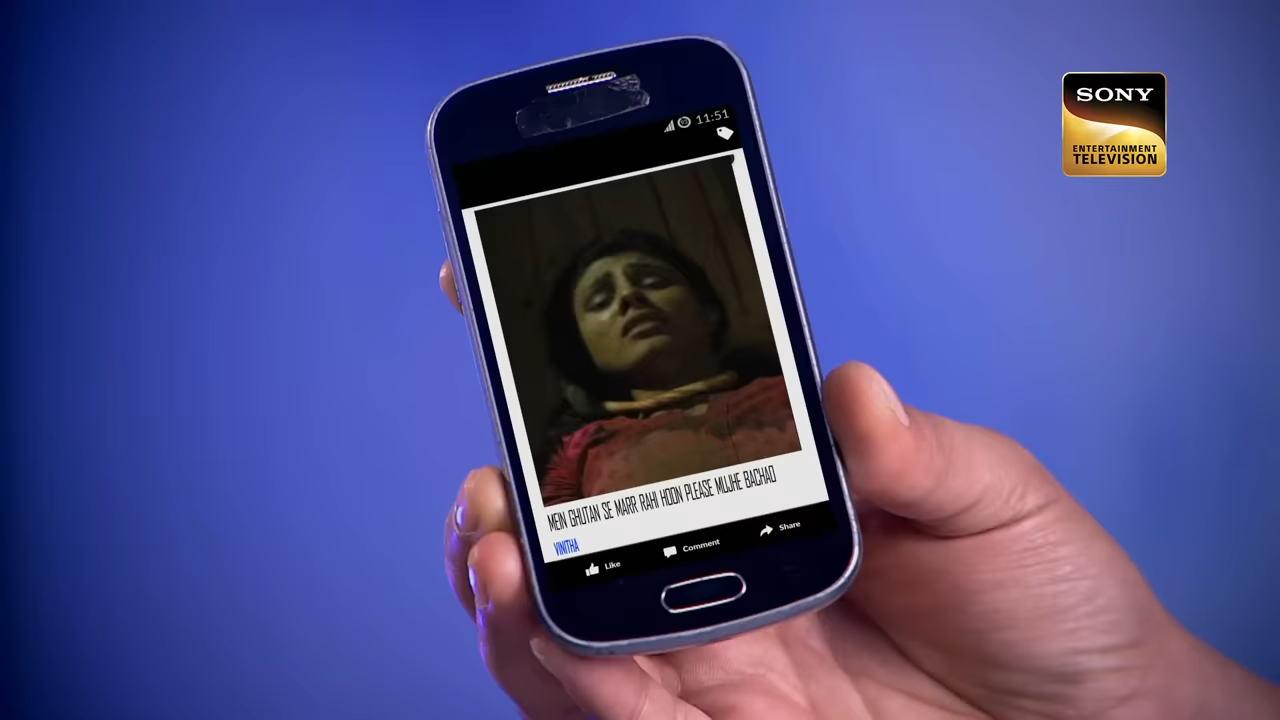 SONY
ENTERTAINMENT
TELEVISION
11:51
MEIN GHUTAN SE MARR RAHI HOON PLEASE MUJHE BACHAO
VINITHA
Like
Comment
Share